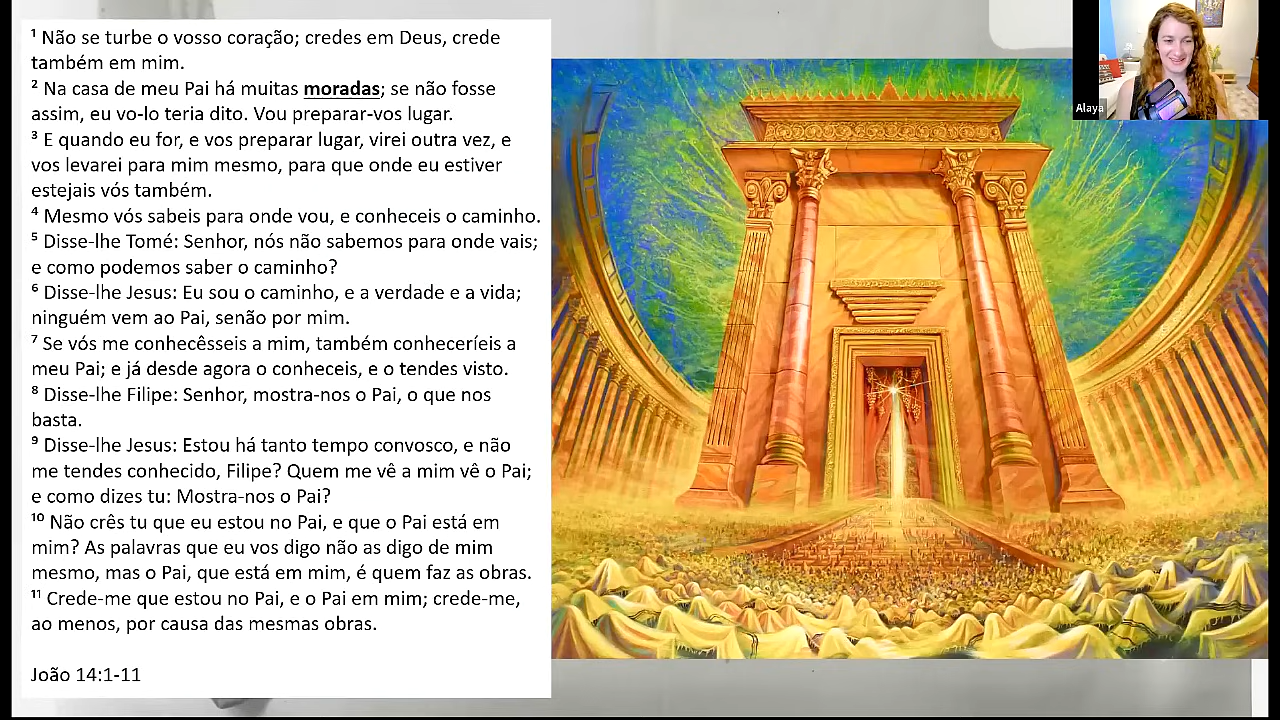 ¹ Não se turbe o vosso coração; credes em Deus, crede
também em mim.
² Na casa de meu Pai há muitas moradas; se não fosse
assim, eu vo-lo teria dito. Vou preparar-vos lugar.
³ E quando eu for, e vos preparar lugar, virei outra vez, e
vos levarei para mim mesmo, para que onde eu estiver
estejais vós também.
⁴ Mesmo vós sabeis para onde vou, e conheceis o caminho.
⁵ Disse-lhe Tomé: Senhor, nós não sabemos para onde vais;
e como podemos saber o caminho?
⁶ Disse-lhe Jesus: Eu sou o caminho, e a verdade e a vida;
ninguém vem ao Pai, senão por mim.
⁷ Se vós me conhecêsseis a mim, também conheceríeis a
meu Pai; e já desde agora o conheceis, e o tendes visto.
⁸ Disse-lhe Filipe: Senhor, mostra-nos o Pai, o que nos
basta.
⁹ Disse-lhe Jesus: Estou há tanto tempo convosco, e não
me tendes conhecido, Filipe? Quem me vê a mim vê o Pai;
e como dizes tu: Mostra-nos o Pai?
¹⁰ Não crês tu que eu estou no Pai, e que o Pai está em
mim? As palavras que eu vos digo não as digo de mim
mesmo, mas o Pai, que está em mim, é quem faz as obras.
¹¹ Crede-me que estou no Pai, e o Pai em mim; crede-me,
ao menos, por causa das mesmas obras.
João 14:1-11
Alaya